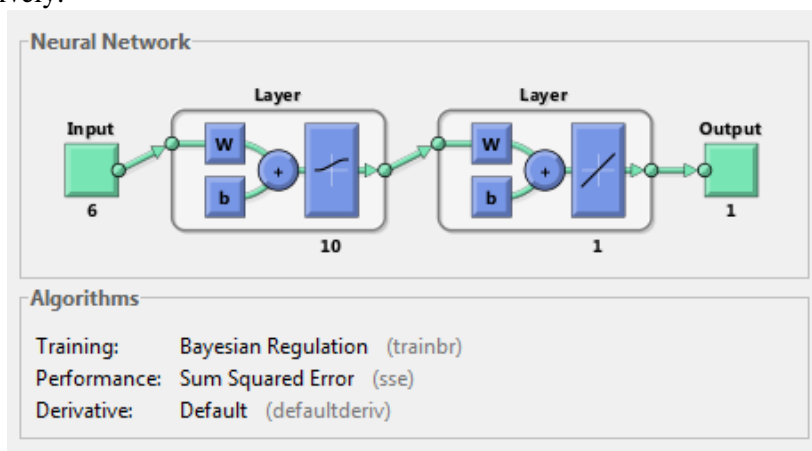 Neural Network
Layer Layer
Input Output
W W
+ +
b b
6 1
10 1
Algorithms
Training: Bayesian Regulation (trainbr)
Performance: Sum Squared Error (sse)
Derivative: Default (defaultderiv)